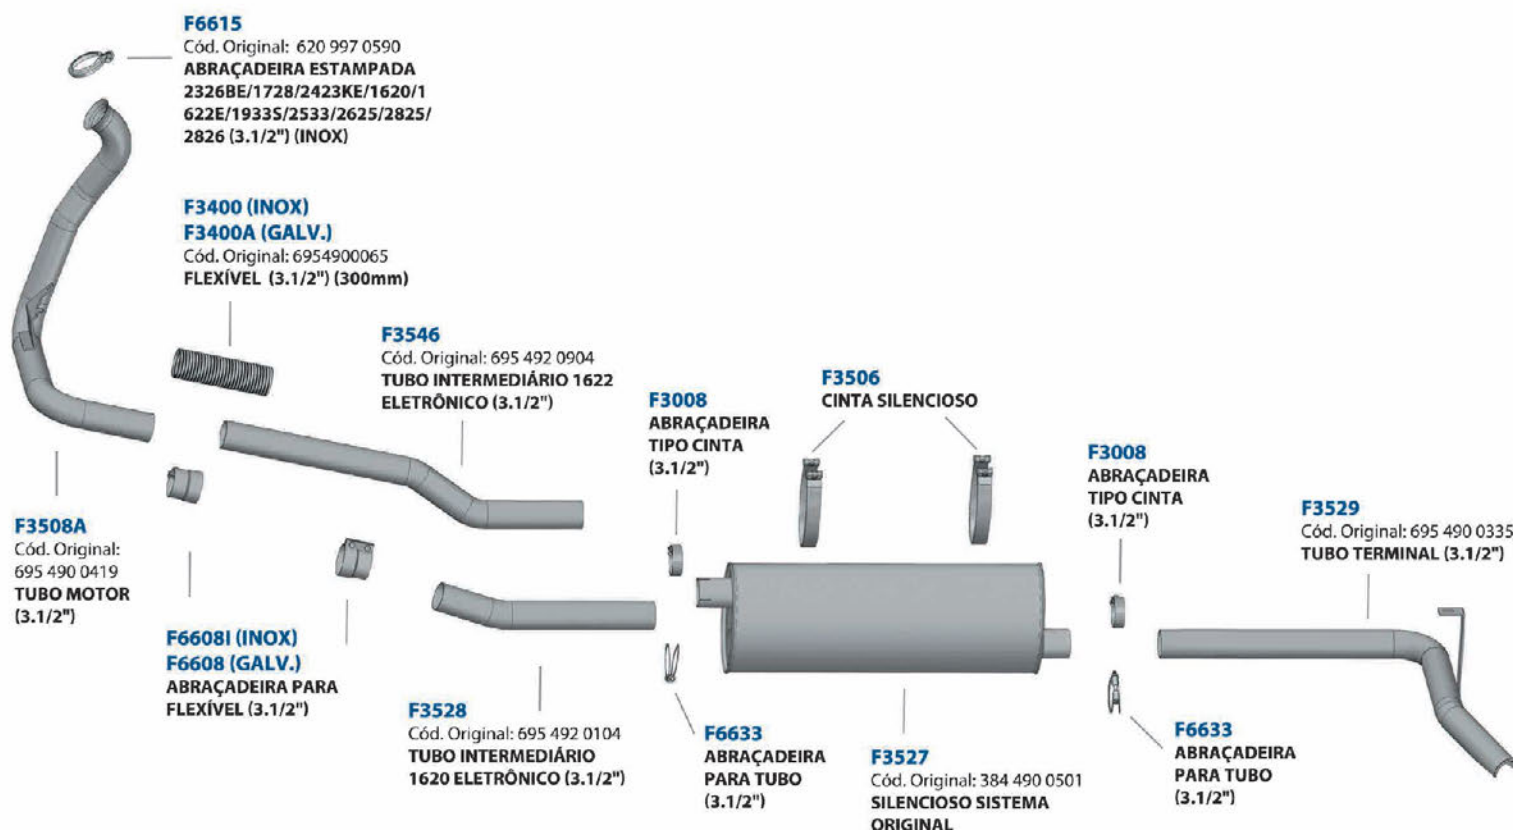 F6615
Cód. Original: 620 997 0590
ABRAÇADEIRA ESTAMPADA
2326BE/1728/2423KE/1620/1
622E/1933S/2533/2625/2825/
2826 (3.1/2") (INOX)
F3400 (INOX)
F3400A (GALV.)
Cód. Original: 6954900065
FLEXÍVEL (3.1/2") (300mm)
F3546
Cód. Original: 695 492 0904
TUBO INTERMEDIÁRIO 1622
ELETRÔNICO (3.1/2")
F3008
ABRAÇADEIRA
TIPO CINTA
(3.1/2")
F3506
CINTA SILENCIOSO
F3008
ABRAÇADEIRA
TIPO CINTA
(3.1/2")
F3529
Cód. Original: 695 490 0335
TUBO TERMINAL (3.1/2")
F3508A
Cód. Original:
695 490 0419
TUBO MOTOR
(3.1/2")
F6608I (INOX)
F6608 (GALV.)
ABRAÇADEIRA PARA
FLEXÍVEL (3.1/2")
F3528
Cód. Original: 695 492 0104
TUBO INTERMEDIÁRIO
1620 ELETRÔNICO (3.1/2")
F6633
ABRAÇADEIRA
PARA TUBO
(3.1/2")
F3527
Cód. Original: 384 490 0501
SILENCIOSO SISTEMA
ORIGINAL
F6633
ABRAÇADEIRA
PARA TUBO
(3.1/2")